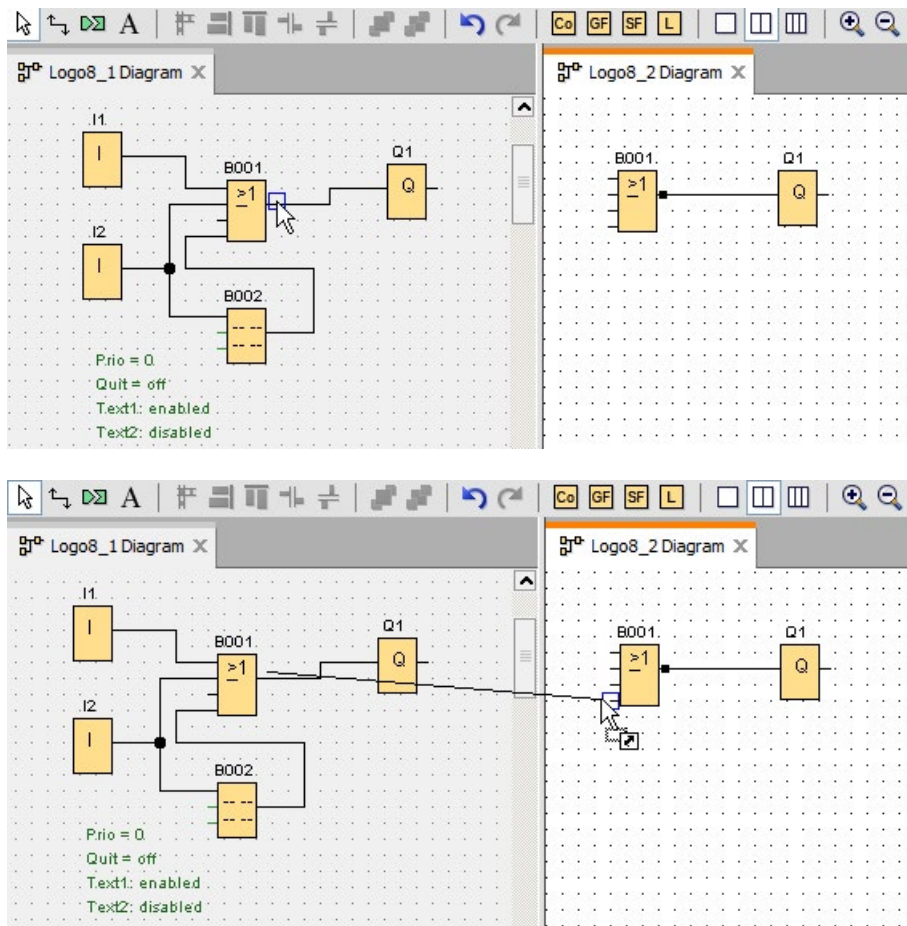 A Co GF SF L
Logo8_1 Diagram Logo8_2 Diagram
I1
I
B001
≥1
Q1
Q
I2
I
B002
Prio = 0
Quit = off
Text1: enabled
Text2: disabled
B001
≥1
Q1
Q
A Co GF SF L
Logo8_1 Diagram Logo8_2 Diagram
I1
I
B001
≥1
Q1
Q
I2
I
B002
Prio = 0
Quit = off
Text1: enabled
Text2: disabled
B001
≥1
Q1
Q